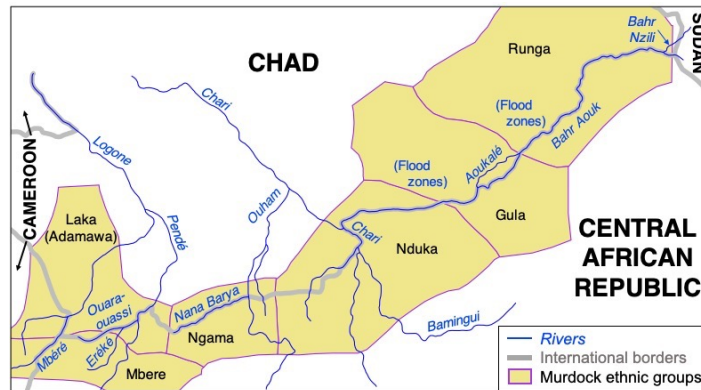 Bahr
Nzili
SUDAN
Runga
CHAD
Chari
(Flood
zones)
Bahr Aouk
Logone
CAMEROON
Aoukalé
(Flood
zones)
Ouham
Laka
(Adamawa)
Pendé
Gula
Chari
Nduka
CENTRAL
AFRICAN
REPUBLIC
Ouara-
ouassi
Nana Barya
Bamingui
Mbéré
Eréké
Ngama
Mbere
Rivers
International borders
Murdock ethnic groups